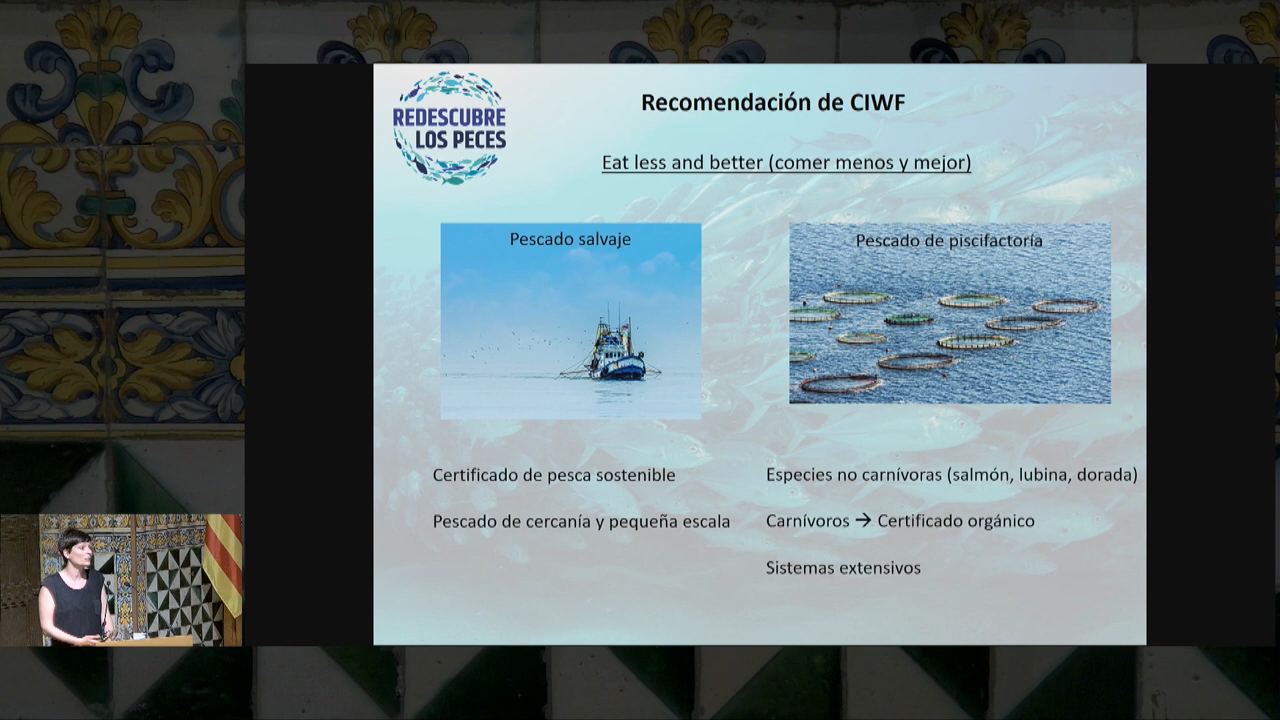 REDESCUBRE
LOS PECES
Recomendación de CIWF
Eat less and better (comer menos y mejor)
Pescado salvaje
Pescado de piscifactoría
Certificado de pesca sostenible
Pescado de cercanía y pequeña escala
Especies no carnívoras (salmón, lubina, dorada)
Carnívoros → Certificado orgánico
Sistemas extensivos